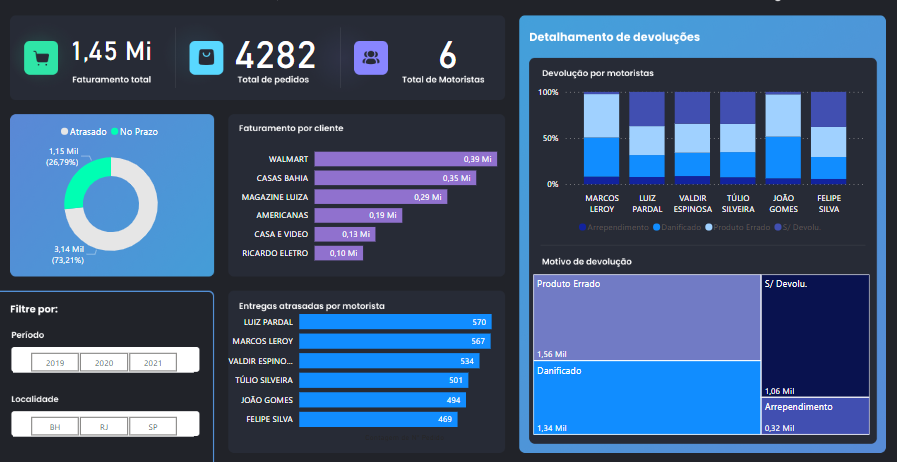 1,45 Mi
Faturamento total
4282
Total de pedidos
6
Total de Motoristas
Atrasado No Prazo
1,15 Mil
(26,79%)
3,14 Mil
(73,21%)
Faturamento por cliente
WALMART 0,39 Mi
CASAS BAHIA 0,35 Mi
MAGAZINE LUIZA 0,29 Mi
AMERICANAS 0,19 Mi
CASA E VIDEO 0,13 Mi
RICARDO ELETRO 0,10 Mi
Filtre por:
Período
2019 2020 2021
Localidade
BH RJ SP
Entregas atrasadas por motorista
LUIZ PARDAL 570
MARCOS LEROY 567
VALDIR ESPINO... 534
TÚLIO SILVEIRA 501
JOÃO GOMES 494
FELIPE SILVA 469
Detalhamento de devoluções
Devolução por motoristas
100%
50%
0%
MARCOS LEROY
LUIZ PARDAL
VALDIR ESPINOSA
TÚLIO SILVEIRA
JOÃO GOMES
FELIPE SILVA
Arrependimento Danificado Produto Errado S/ Devolu.
Motivo de devolução
Produto Errado
1,56 Mil
Danificado
1,34 Mil
S/ Devolu.
1,06 Mil
Arrependimento
0,32 Mil